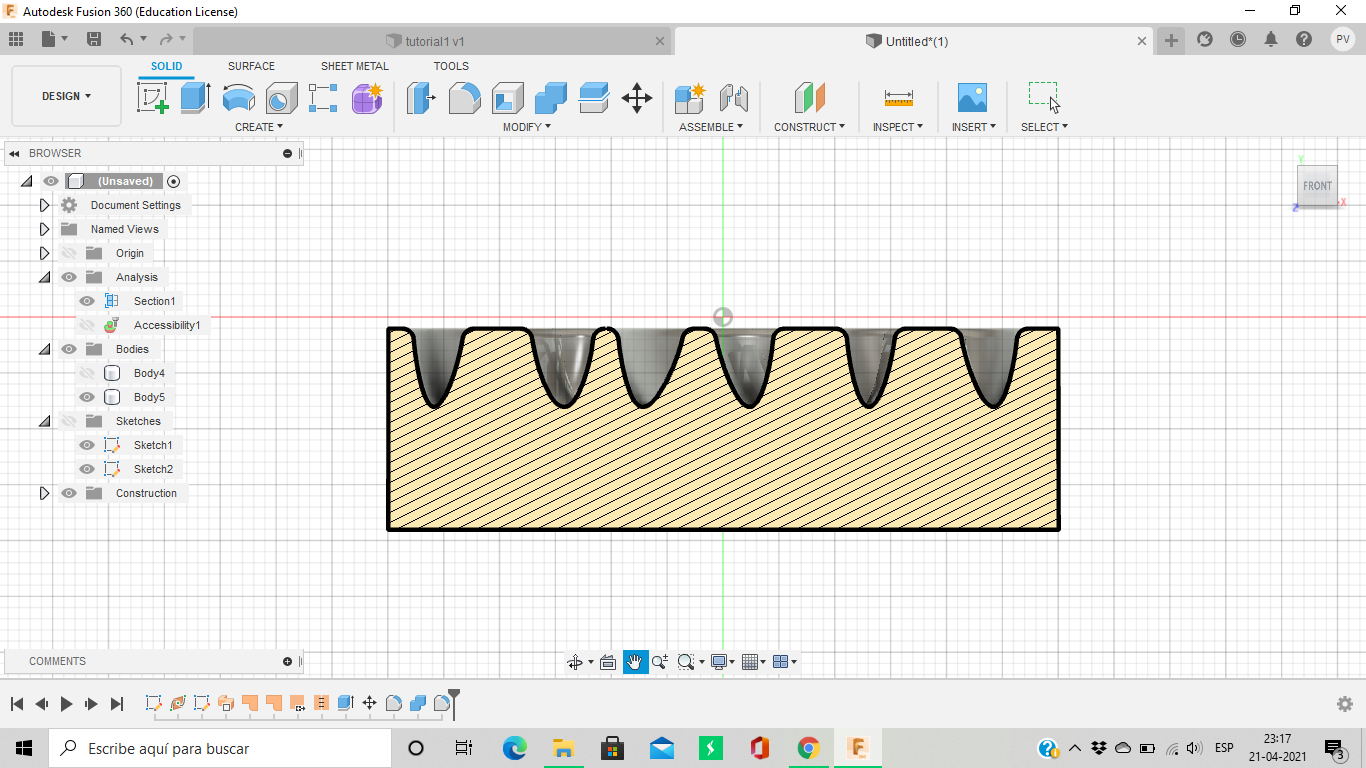 Autodesk Fusion 360 (Education License)
tutorial1 v1
Untitled*(1)
PV
DESIGN
SOLID
SURFACE
SHEET METAL
TOOLS
CREATE
MODIFY
ASSEMBLE
CONSTRUCT
INSPECT
INSERT
SELECT
BROWSER
(Unsaved)
Document Settings
Named Views
Origin
Analysis
Section1
Accessibility1
Bodies
Body4
Body5
Sketches
Sketch1
Sketch2
Construction
Y
FRONT
X
Z
COMMENTS
Escribe aquí para buscar
ESP
23:17
21-04-2021
3